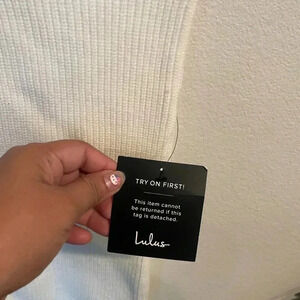 TRY ON FIRST!
This item cannot
be returned if this
tag is detached.
Lulus